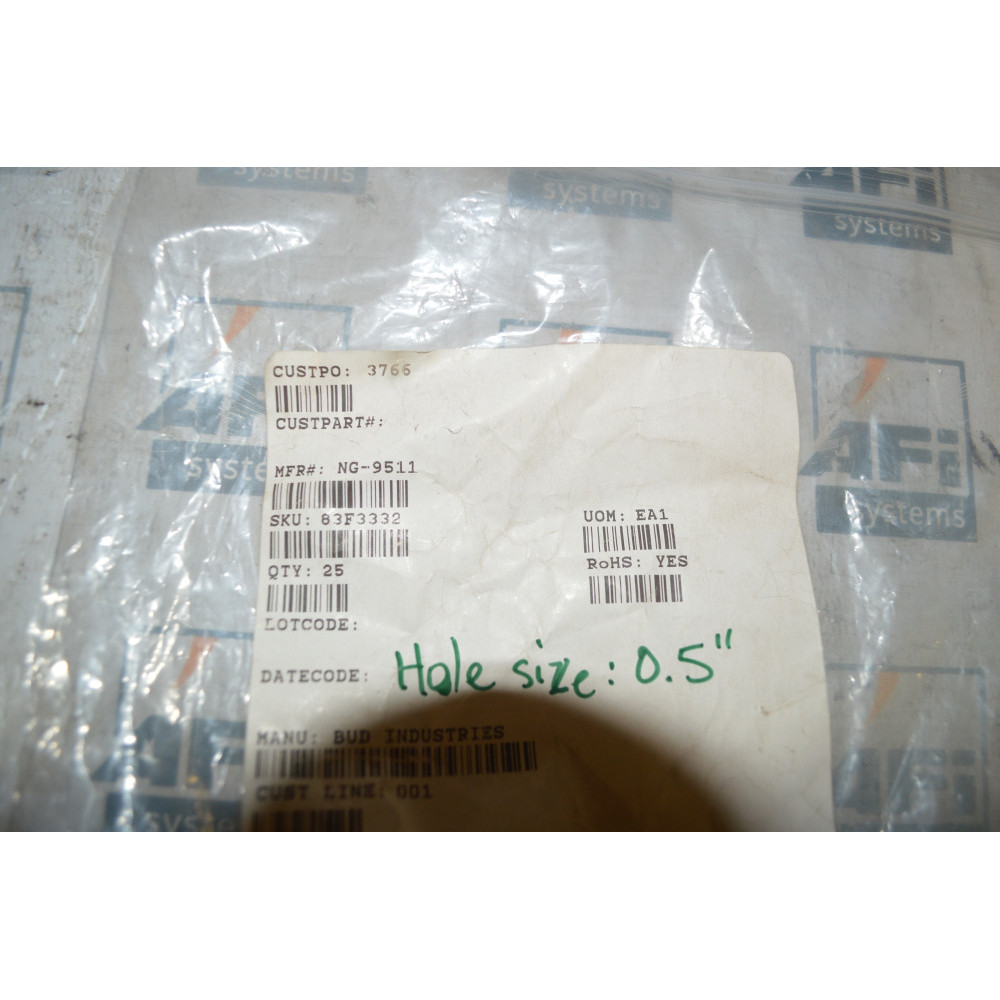 systems
systems
AFi
systems
CUSTPO: 3766
CUSTPART#:
MFR#: NG-9511
SKU: 83F3332
UOM: EA1
QTY: 25
RoHS: YES
LOTCODE:
DATECODE: Hole size: 0.5"
MANU: BUD INDUSTRIES
CUST LINE: 001
AFi
systems
AFi
AFi